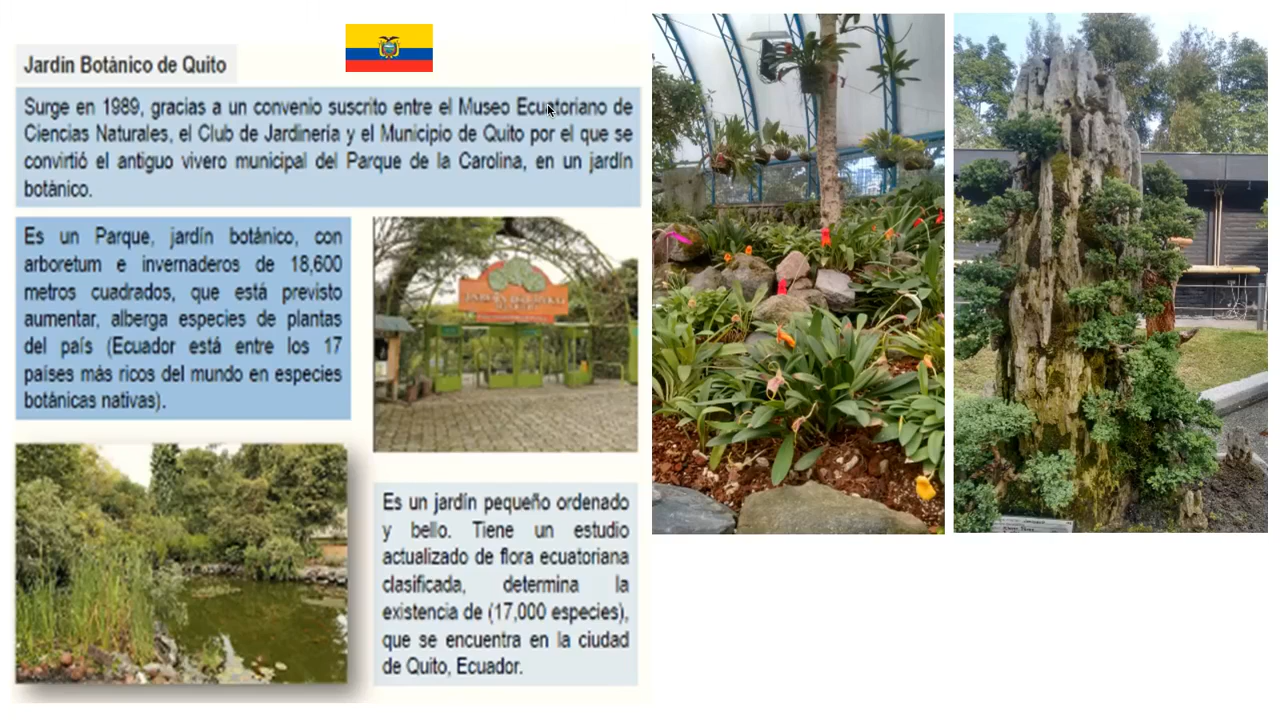 Jardín Botánico de Quito
Surge en 1989, gracias a un convenio suscrito entre el Museo Ecuatoriano de
Ciencias Naturales, el Club de Jardinería y el Municipio de Quito por el que se
convirtió el antiguo vivero municipal del Parque de la Carolina, en un jardín
botánico.
Es un Parque, jardín botánico, con
arboretum e invernaderos de 18,600
metros cuadrados, que está previsto
aumentar, alberga especies de plantas
del país (Ecuador está entre los 17
países más ricos del mundo en especies
botánicas nativas).
Es un jardín pequeño ordenado
y bello. Tiene un estudio
actualizado de flora ecuatoriana
clasificada, determina la
existencia de (17,000 especies),
que se encuentra en la ciudad
de Quito, Ecuador.